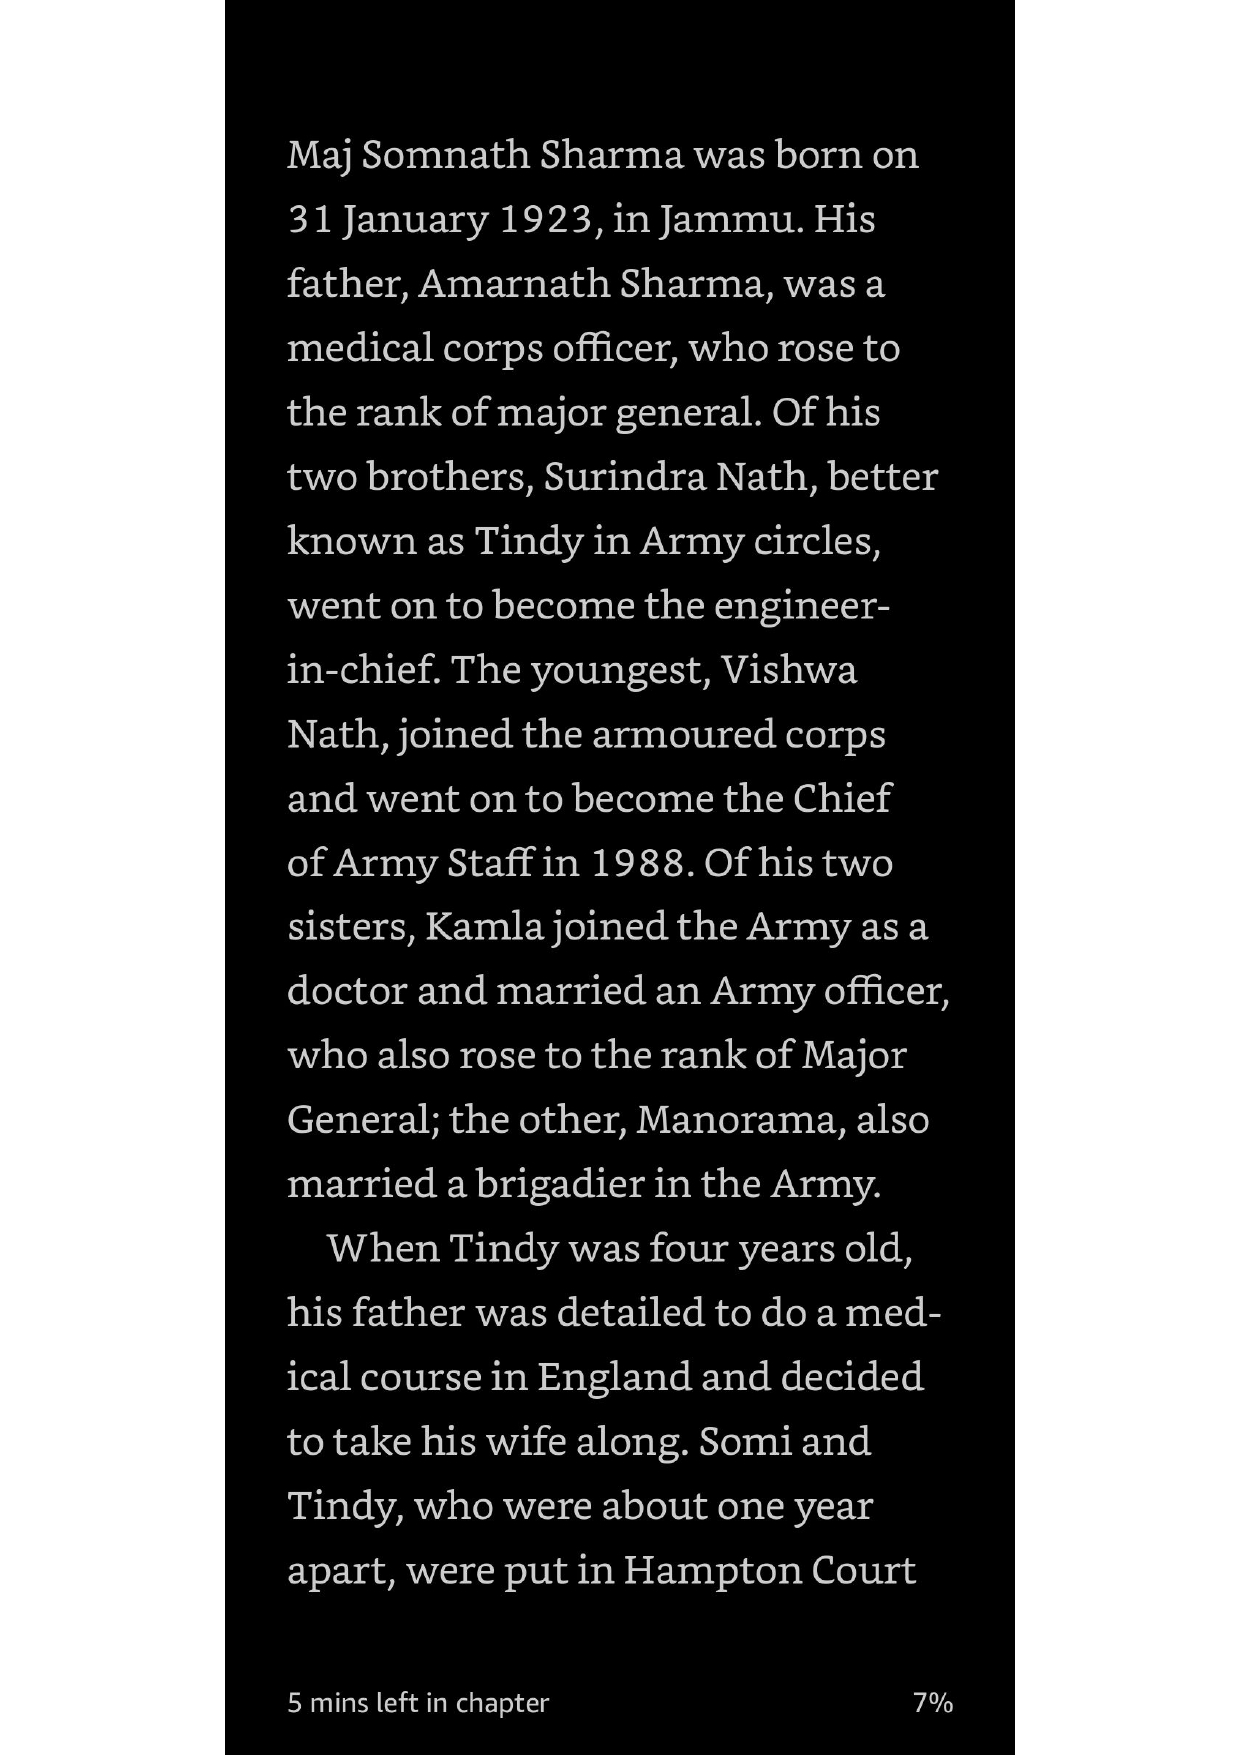 Maj Somnath Sharma was born on
31 January 1923, in Jammu. His
father, Amarnath Sharma, was a
medical corps officer, who rose to
the rank of major general. Of his
two brothers, Surindra Nath, better
known as Tindy in Army circles,
went on to become the engineer-
in-chief. The youngest, Vishwa
Nath, joined the armoured corps
and went on to become the Chief
of Army Staff in 1988. Of his two
sisters, Kamla joined the Army as a
doctor and married an Army officer,
who also rose to the rank of Major
General; the other, Manorama, also
married a brigadier in the Army.
When Tindy was four years old,
his father was detailed to do a med-
ical course in England and decided
to take his wife along. Somi and
Tindy, who were about one year
apart, were put in Hampton Court
5 mins left in chapter 7%